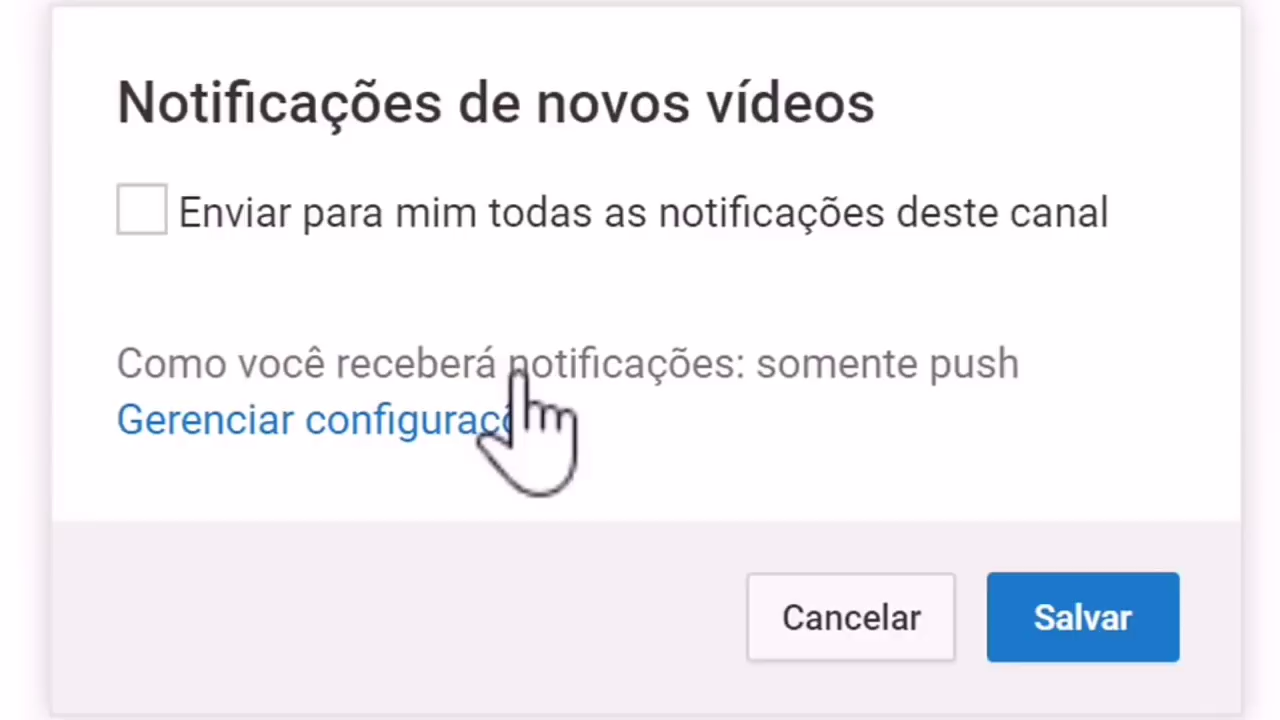 Notificações de novos vídeos
Enviar para mim todas as notificações deste canal
Como você receberá notificações: somente push
Gerenciar
Cancelar
Salvar